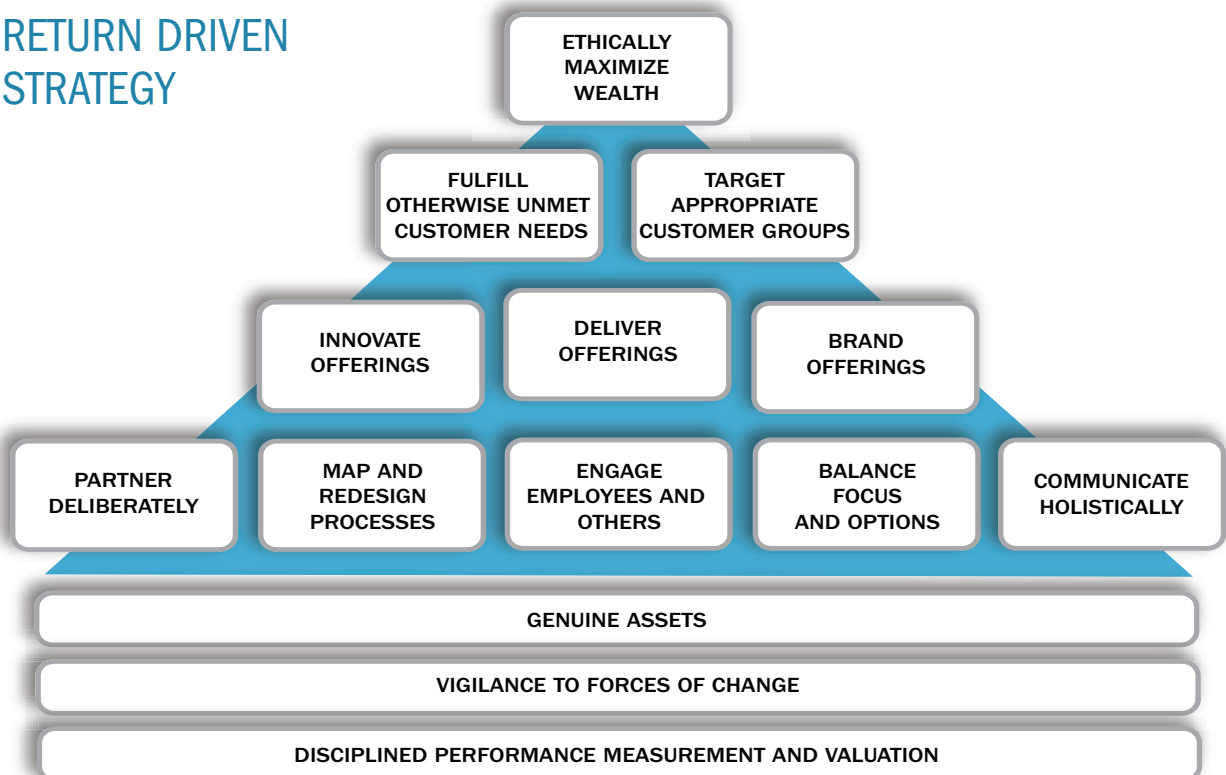 RETURN DRIVEN
STRATEGY
ETHICALLY
MAXIMIZE
WEALTH
FULFILL
OTHERWISE UNMET
CUSTOMER NEEDS
TARGET
APPROPRIATE
CUSTOMER GROUPS
INNOVATE
OFFERINGS
DELIVER
OFFERINGS
BRAND
OFFERINGS
PARTNER
DELIBERATELY
MAP AND
REDESIGN
PROCESSES
ENGAGE
EMPLOYEES AND
OTHERS
BALANCE
FOCUS
AND OPTIONS
COMMUNICATE
HOLISTICALLY
GENUINE ASSETS
VIGILANCE TO FORCES OF CHANGE
DISCIPLINED PERFORMANCE MEASUREMENT AND VALUATION